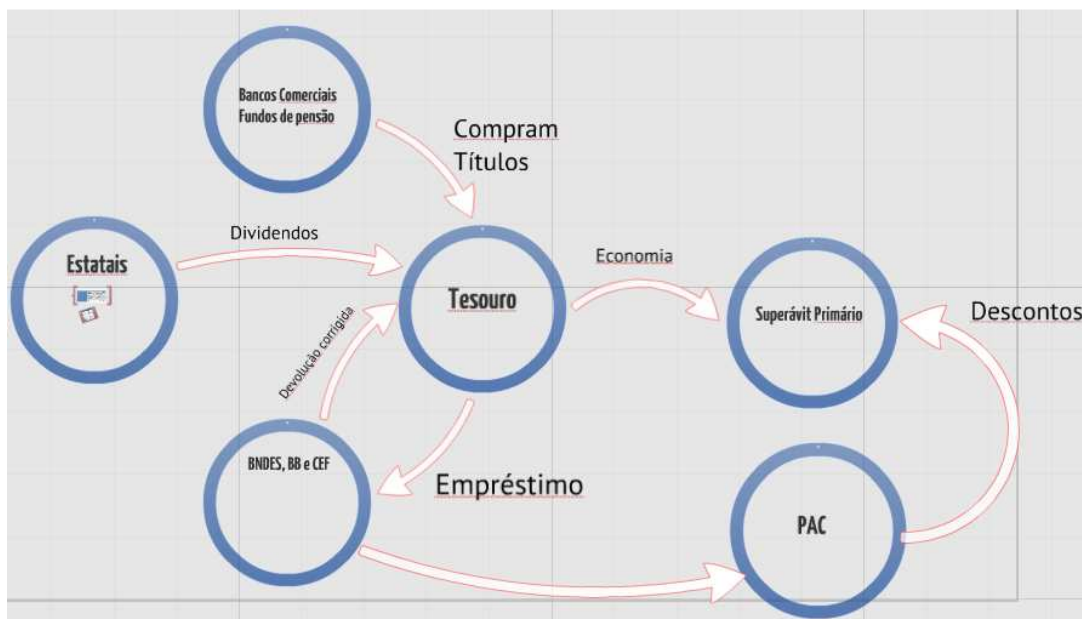 Bancos Comerciais
Fundos de pensão
Compram
Títulos
Dividendos
Estatais
Economia
Tesouro
Superávit Primário
Descontos
Devolução corrigida
BNDES, BB e CEF
Empréstimo
PAC